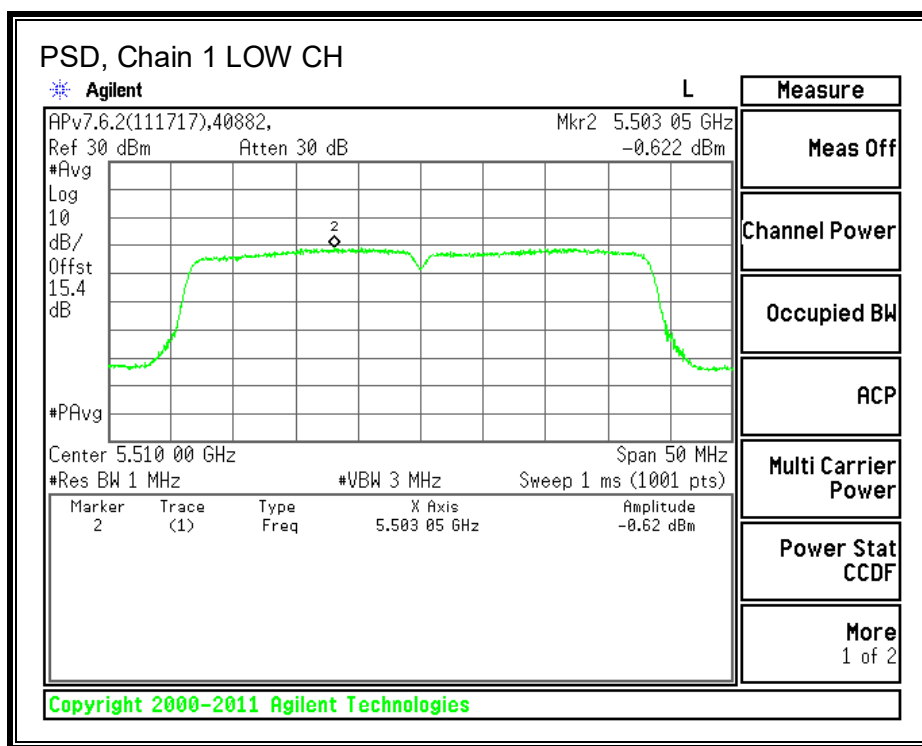 PSD, Chain 1 LOW CH
Agilent L
APv7.6.2(111717),40882, Mkr2 5.503 05 GHz
Ref 30 dBm Atten 30 dB -0.622 dBm
#Avg
Log
10
dB/
Offst
15.4
dB
#PAvg
2
Center 5.510 00 GHz Span 50 MHz
#Res BW 1 MHz #VBW 3 MHz Sweep 1 ms (1001 pts)
Marker Trace Type X Axis Amplitude
2 (1) Freq 5.503 05 GHz -0.62 dBm
Copyright 2000-2011 Agilent Technologies
Measure
Meas Off
Channel Power
Occupied BW
ACP
Multi Carrier
Power
Power Stat
CCDF
More
1 of 2